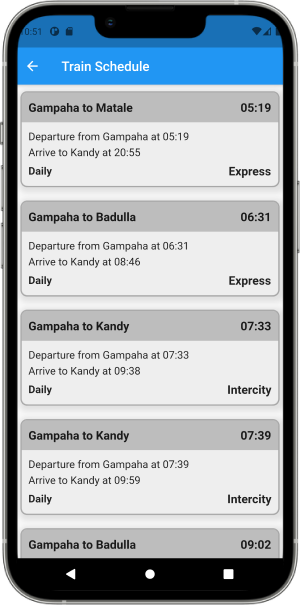 10:51
Train Schedule
Gampaha to Matale 05:19
Departure from Gampaha at 05:19
Arrive to Kandy at 20:55
Daily Express
Gampaha to Badulla 06:31
Departure from Gampaha at 06:31
Arrive to Kandy at 08:46
Daily Express
Gampaha to Kandy 07:33
Departure from Gampaha at 07:33
Arrive to Kandy at 09:38
Daily Intercity
Gampaha to Kandy 07:39
Departure from Gampaha at 07:39
Arrive to Kandy at 09:59
Daily Intercity
Gampaha to Badulla 09:02